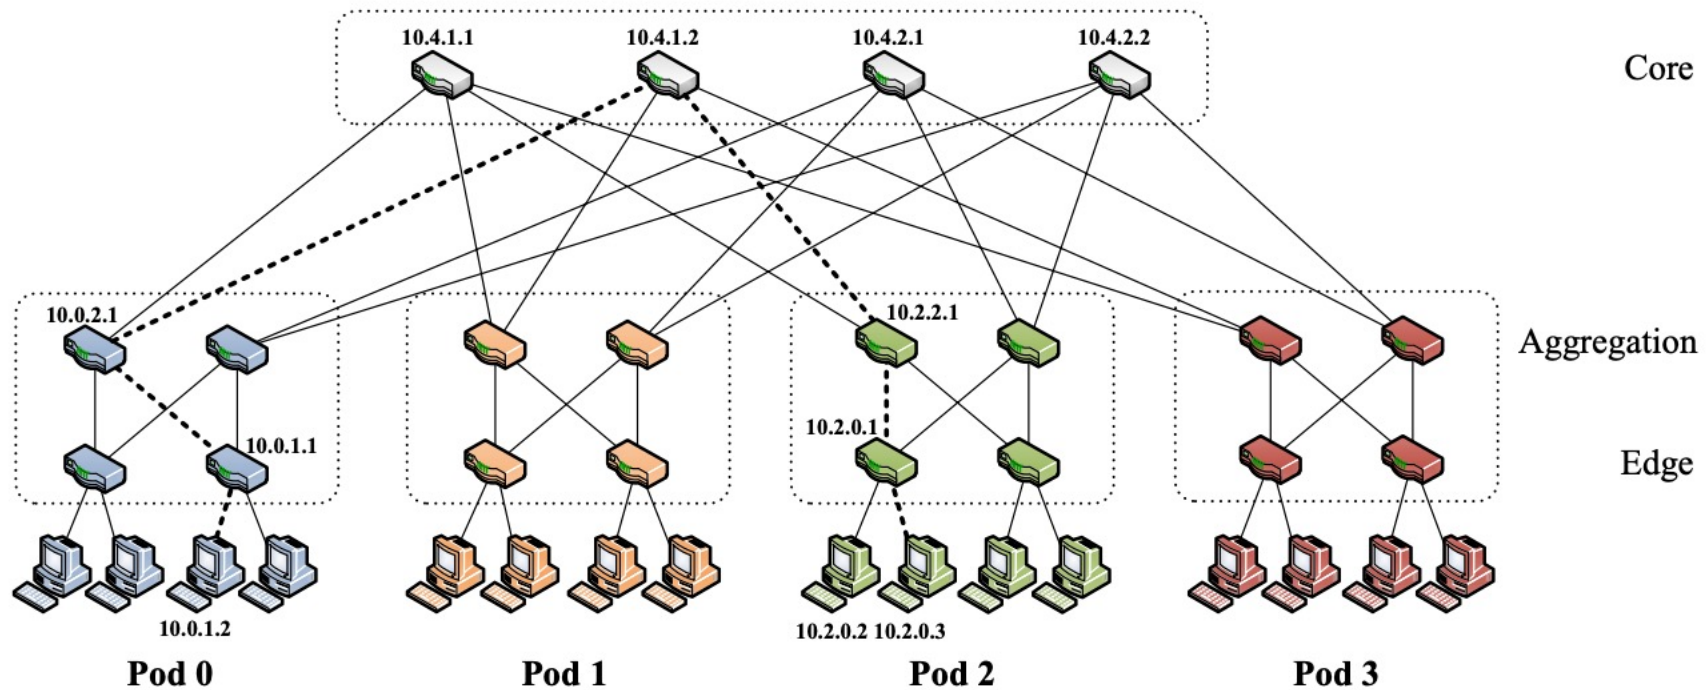 10.4.1.1 10.4.1.2 10.4.2.1 10.4.2.2
Core
10.0.2.1 10.2.2.1
Aggregation
10.0.1.1 10.2.0.1
Edge
10.0.1.2 10.2.0.2 10.2.0.3
Pod 0 Pod 1 Pod 2 Pod 3